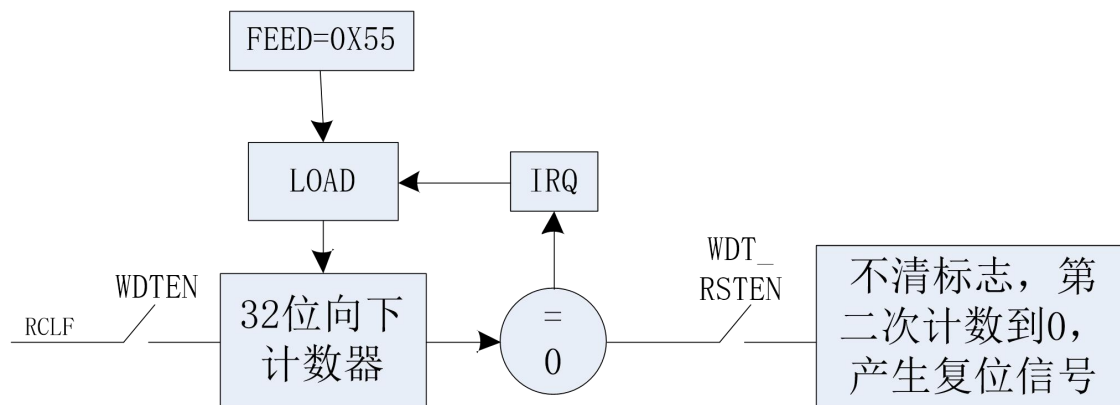 FEED=0X55
LOAD
IRQ
WDTEN
RCLF
32位向下
计数器
=
0
WDT_
RSTEN
不清标志，第
二次计数到0，
产生复位信号